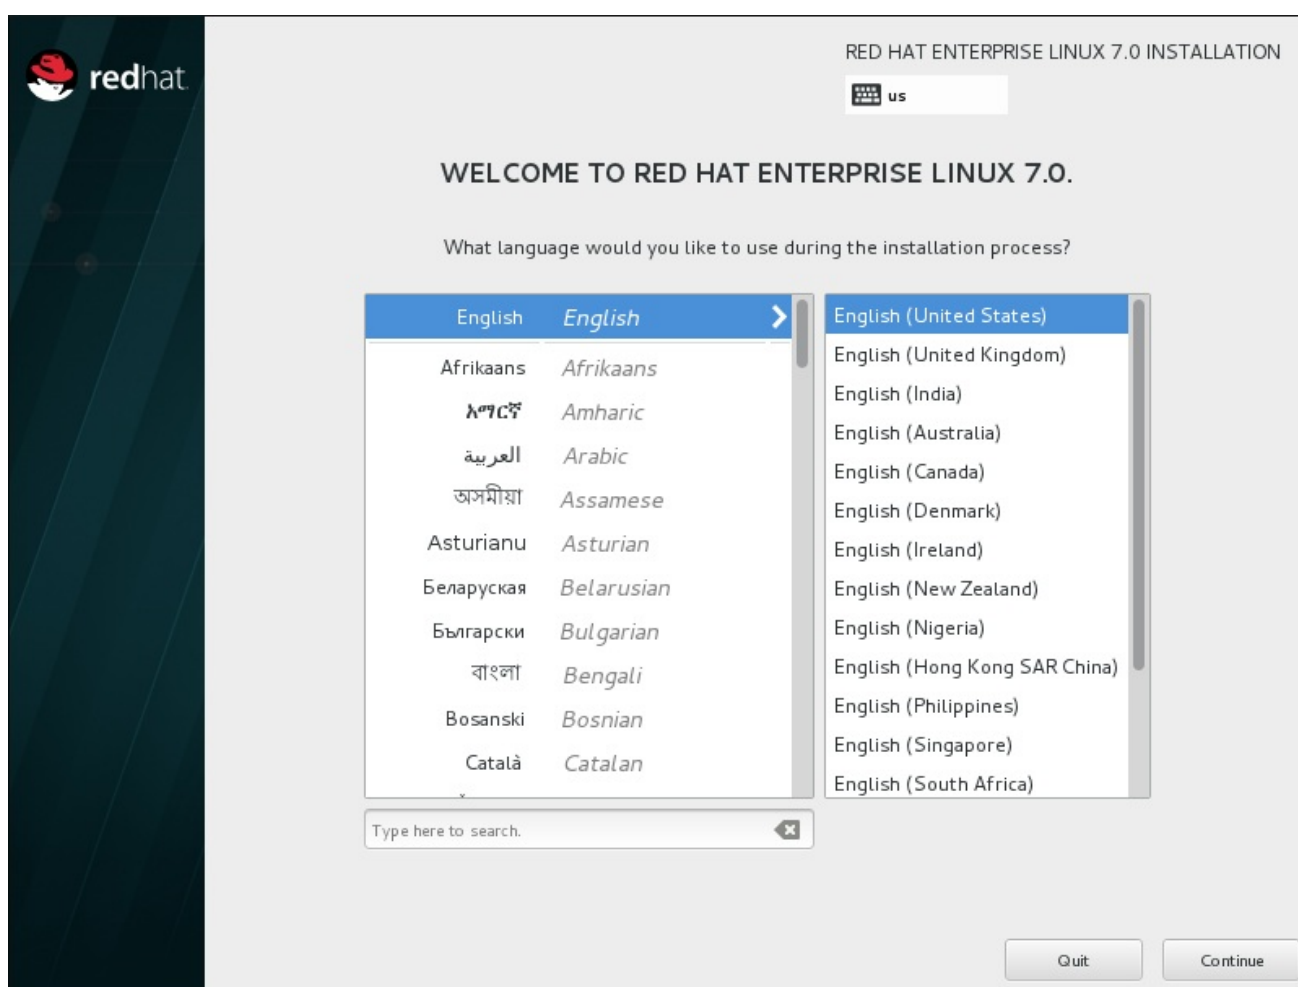 redhat.
RED HAT ENTERPRISE LINUX 7.0 INSTALLATION
us
WELCOME TO RED HAT ENTERPRISE LINUX 7.0.
What language would you like to use during the installation process?
English English
Afrikaans Afrikaans
አማርኛ Amharic
العربية Arabic
অসমীয়া Assamese
Asturianu Asturian
Беларуская Belarusian
Български Bulgarian
বাংলা Bengali
Bosanski Bosnian
Català Catalan
English (United States)
English (United Kingdom)
English (India)
English (Australia)
English (Canada)
English (Denmark)
English (Ireland)
English (New Zealand)
English (Nigeria)
English (Hong Kong SAR China)
English (Philippines)
English (Singapore)
English (South Africa)
Type here to search.
Quit
Continue